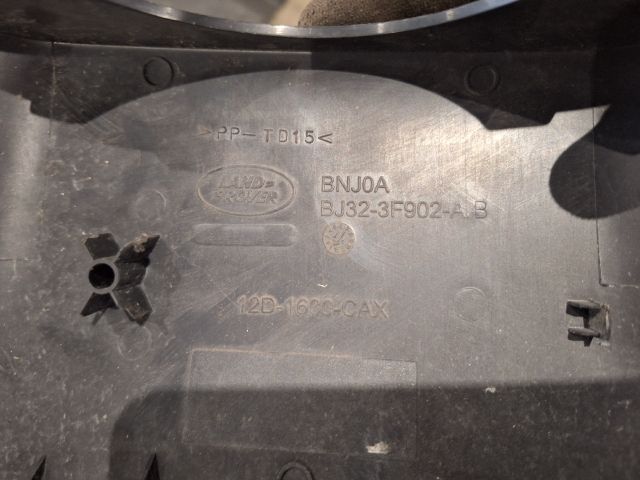 >PP-TD15<
LAND-
ROVER
BNJ0A
BJ32-3F902-A B